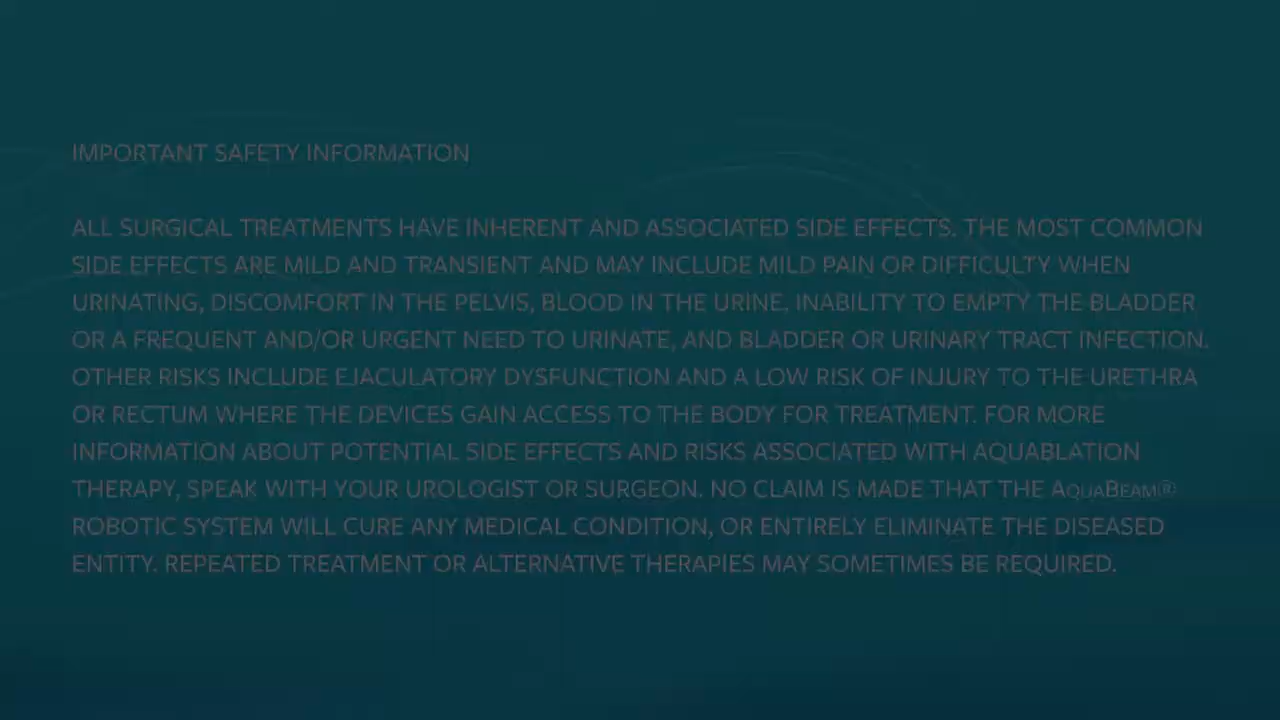 IMPORTANT SAFETY INFORMATION
ALL SURGICAL TREATMENTS HAVE INHERENT AND ASSOCIATED SIDE EFFECTS. THE MOST COMMON
SIDE EFFECTS ARE MILD AND TRANSIENT AND MAY INCLUDE MILD PAIN OR DIFFICULTY WHEN
URINATING, DISCOMFORT IN THE PELVIS, BLOOD IN THE URINE, INABILITY TO EMPTY THE BLADDER
OR A FREQUENT AND/OR URGENT NEED TO URINATE, AND BLADDER OR URINARY TRACT INFECTION.
OTHER RISKS INCLUDE EJACULATORY DYSFUNCTION AND A LOW RISK OF INJURY TO THE URETHRA
OR RECTUM WHERE THE DEVICES GAIN ACCESS TO THE BODY FOR TREATMENT. FOR MORE
INFORMATION ABOUT POTENTIAL SIDE EFFECTS AND RISKS ASSOCIATED WITH AQUABLATION
THERAPY, SPEAK WITH YOUR UROLOGIST OR SURGEON. NO CLAIM IS MADE THAT THE AQUABEAM®
ROBOTIC SYSTEM WILL CURE ANY MEDICAL CONDITION, OR ENTIRELY ELIMINATE THE DISEASED
ENTITY. REPEATED TREATMENT OR ALTERNATIVE THERAPIES MAY SOMETIMES BE REQUIRED.